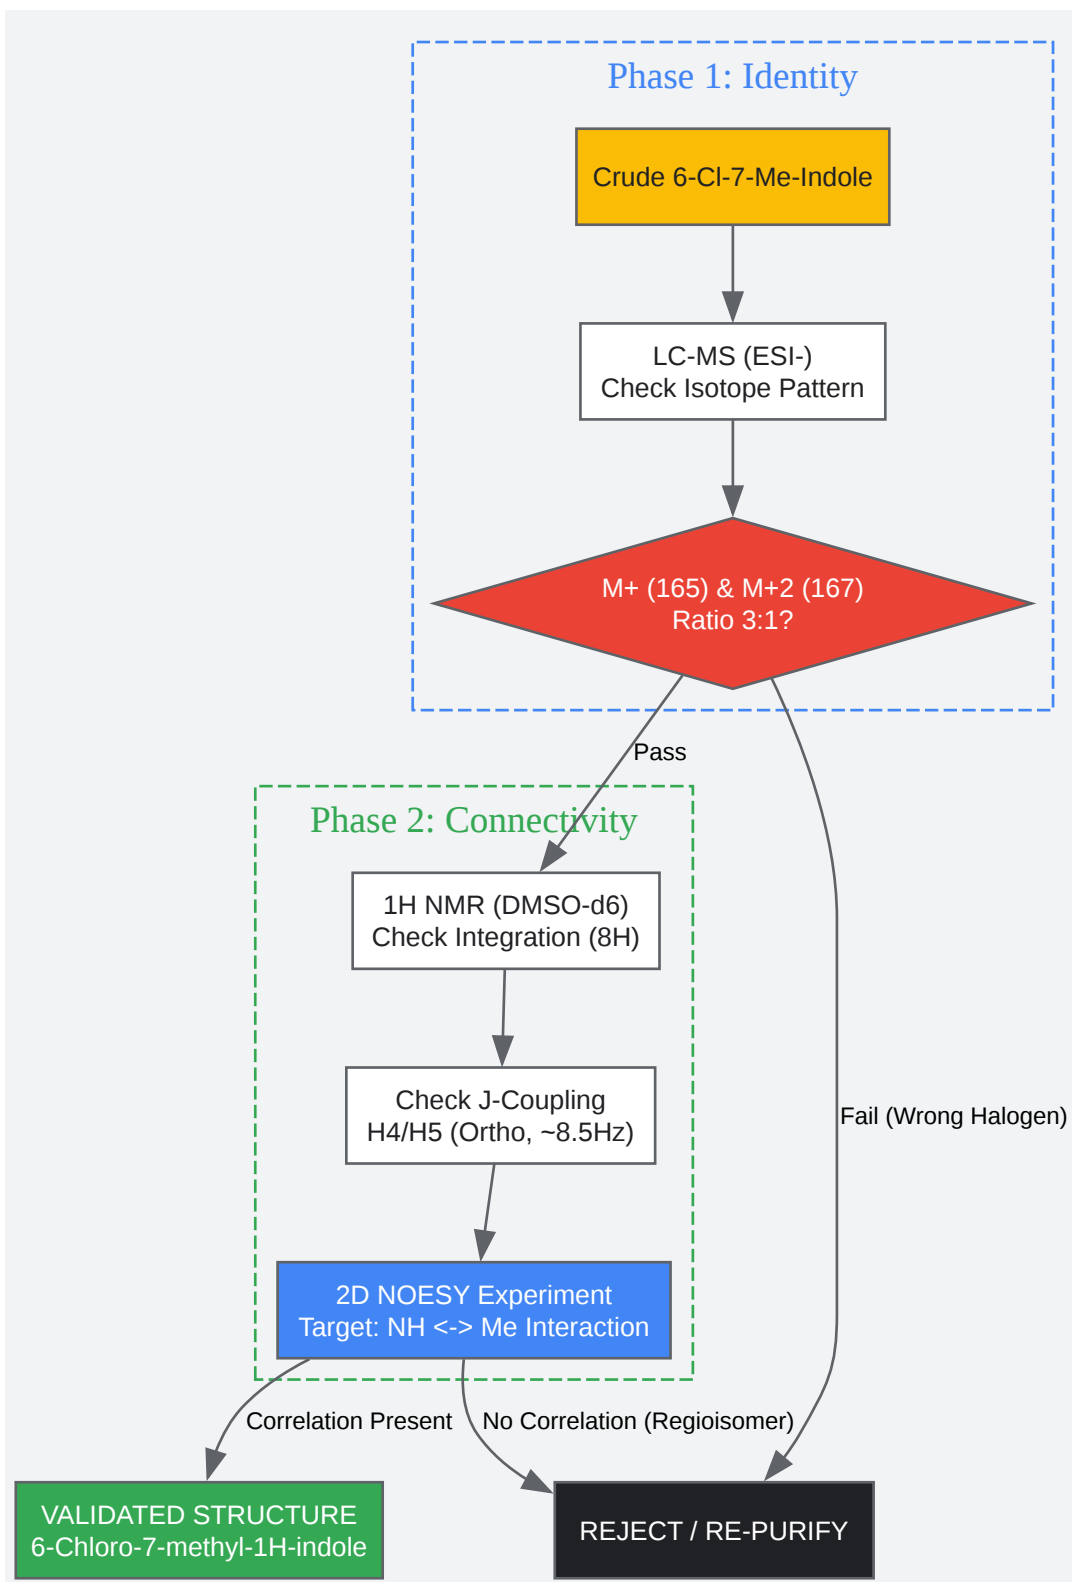 Phase 1: Identity
Crude 6-Cl-7-Me-Indole
LC-MS (ESI-)
Check Isotope Pattern
M+ (165) & M+2 (167)
Ratio 3:1?
Pass
Phase 2: Connectivity
1H NMR (DMSO-d6)
Check Integration (8H)
Check J-Coupling
H4/H5 (Ortho, ~8.5Hz)
Fail (Wrong Halogen)
2D NOESY Experiment
Target: NH <-> Me Interaction
Correlation Present
No Correlation (Regioisomer)
VALIDATED STRUCTURE
6-Chloro-7-methyl-1H-indole
REJECT / RE-PURIFY